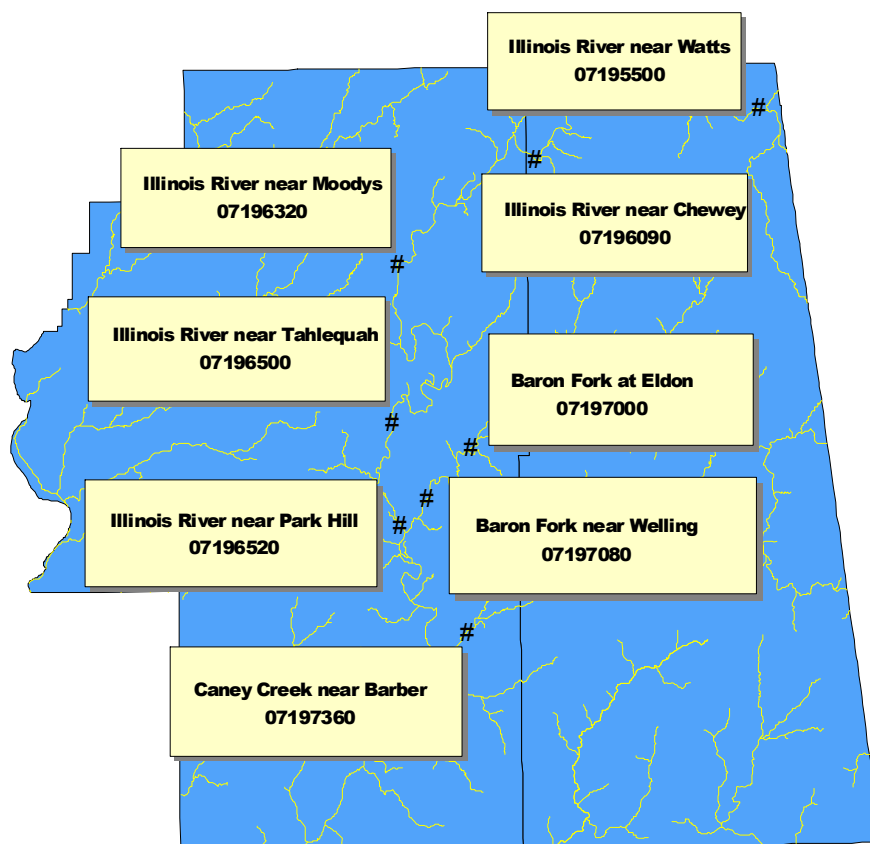 Illinois River near Watts
07195500
#
#
Illinois River near Moodys
07196320
Illinois River near Chewey
07196090
#
Illinois River near Tahlequah
07196500
Baron Fork at Eldon
07197000
#
#
#
Illinois River near Park Hill
07196520
#
Baron Fork near Welling
07197080
#
Caney Creek near Barber
07197360